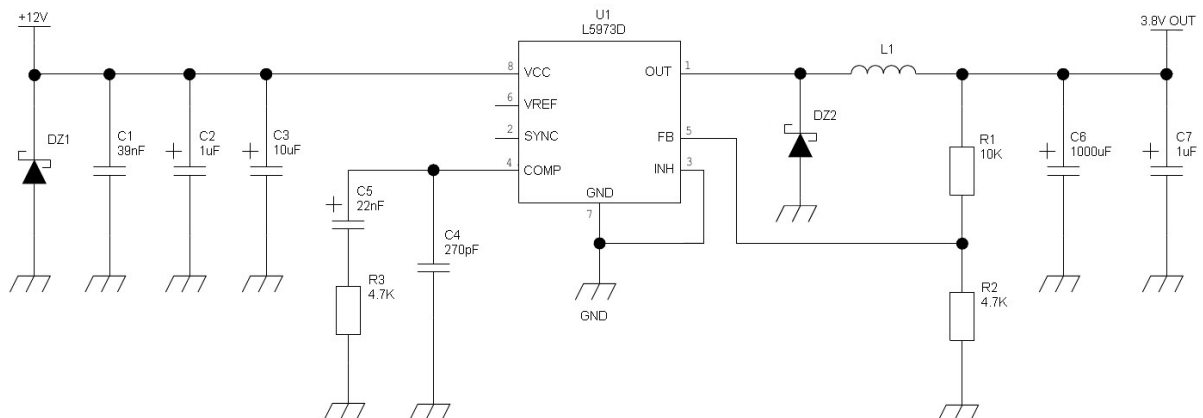 +12V
U1
L5973D
3.8V OUT
L1
8
VCC
OUT
1
6
VREF
DZ1
C1
39nF
C2
1uF
C3
10uF
2
SYNC
FB
5
DZ2
R1
10K
C6
1000uF
C7
1uF
4
COMP
INH
3
GND
7
C5
22nF
C4
270pF
R3
4.7K
R2
4.7K
GND